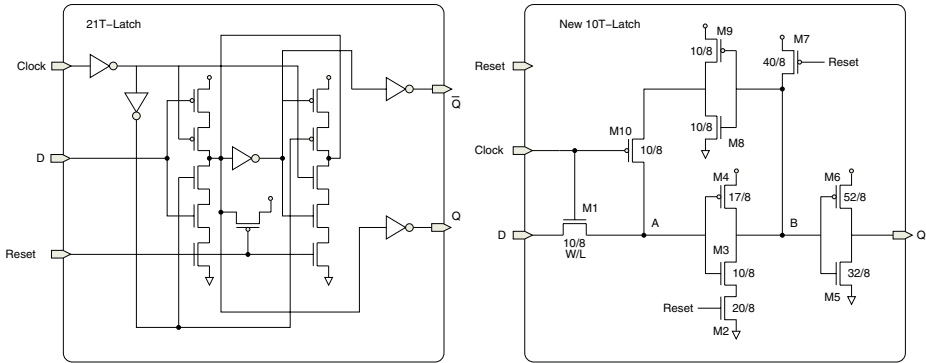 21T−Latch
Clock
D
Reset
Q
Q
New 10T−Latch
Reset
Clock
D
M9
10/8
M7
40/8
Reset
10/8
M8
M10
10/8
M4
17/8
M6
52/8
M1
10/8
W/L
A
B
Q
M3
10/8
32/8
M5
Reset
20/8
M2